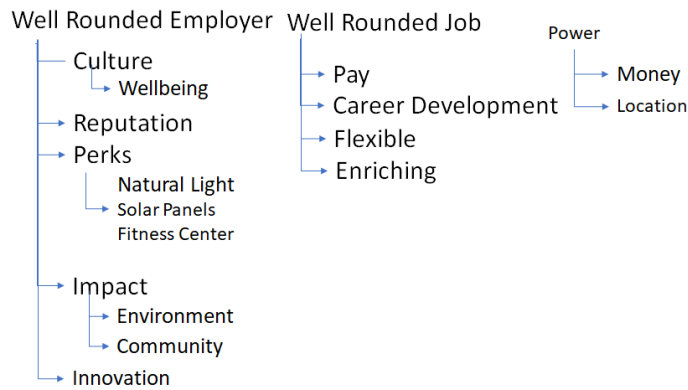 Well Rounded Employer
Culture
Wellbeing
Reputation
Perks
Natural Light
Solar Panels
Fitness Center
Impact
Environment
Community
Innovation
Well Rounded Job
Pay
Career Development
Flexible
Enriching
Power
Money
Location